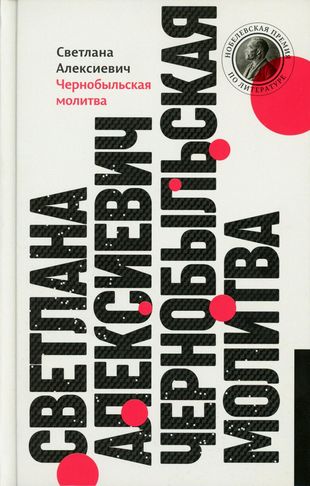 Светлана
Алексиевич
Чернобыльская
молитва
НОБЕЛЕВСКАЯ ПРЕМИЯ
ПО ЛИТЕРАТУРЕ
СВЕТЛАНА
АЛЕКСИЕВИЧ
ЧЕРНОБЫЛЬСКАЯ
МОЛИТВА